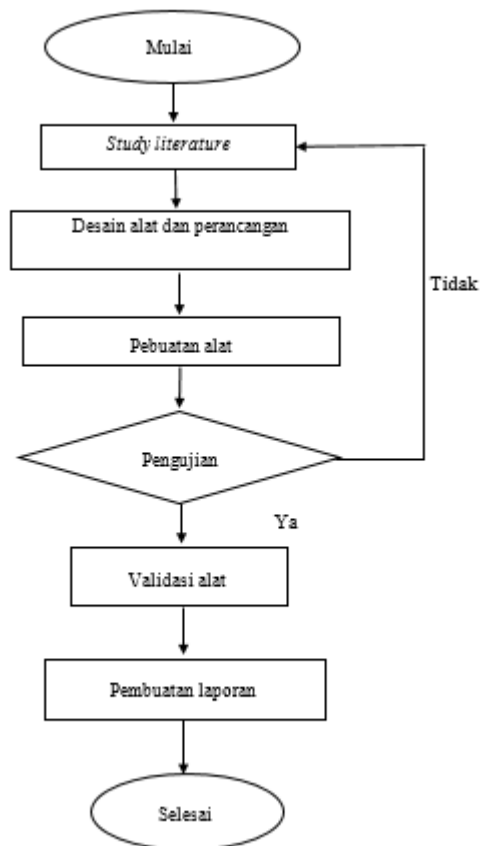 Mulai
Study literature
Desain alat dan perancangan
Tidak
Pebuatan alat
Pengujian
Ya
Validasi alat
Pembuatan laporan
Selesai